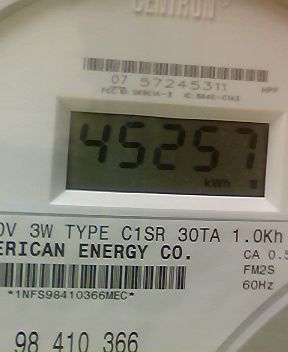 CENTRON®
07 57245311
HPP
45257
kWh
0V 3W TYPE C1SR 30TA 1.0Kh
ERICAN ENERGY CO.
CA 0.5
FM2S
60Hz
*1NFS98410366MEC*
98 410 366